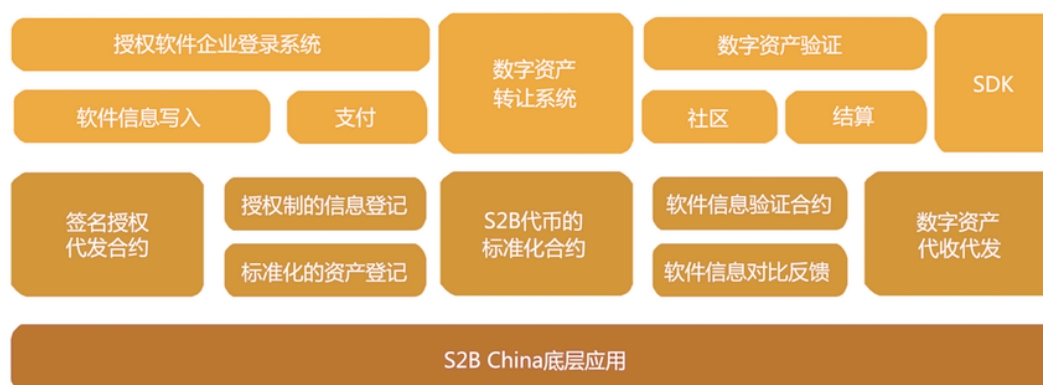 授权软件企业登录系统
数字资产
转让系统
数字资产验证
SDK
软件信息写入
支付
社区
结算
签名授权
代发合约
授权制的信息登记
标准化的资产登记
S2B代币的
标准化合约
软件信息验证合约
软件信息对比反馈
数字资产
代收代发
S2B China底层应用